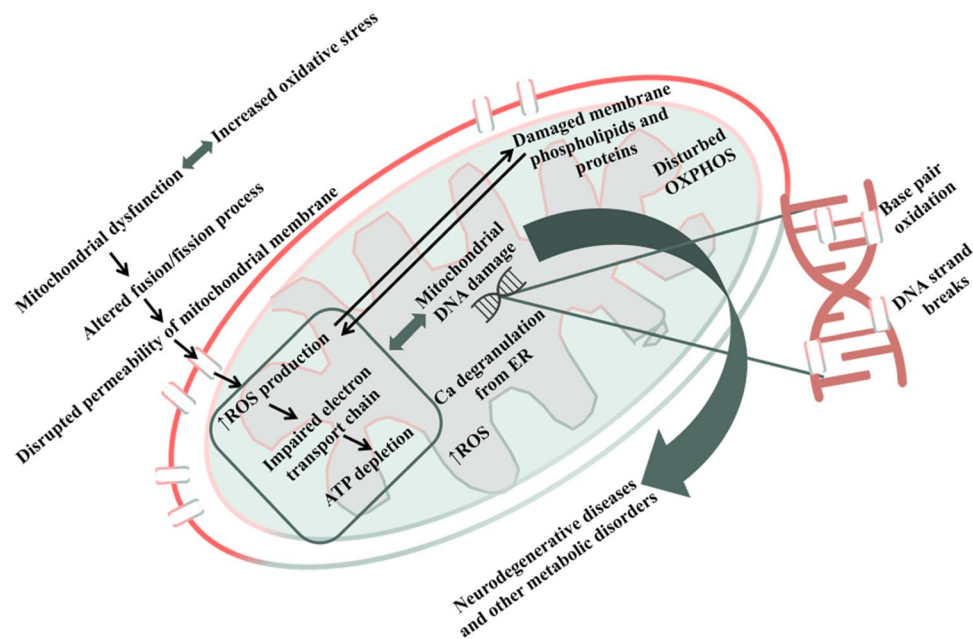 Increased oxidative stress
Mitochondrial dysfunction
Altered fusion/fission process
Disrupted permeability of mitochondrial membrane
↑ROS production
Impaired electron
transport chain
ATP depletion
Damaged membrane
phospholipids and
proteins
Disturbed
OXPHOS
Mitochondrial
DNA damage
Ca degranulation
from ER
↑ROS
Base pair
oxidation
DNA strand
breaks
Neurodegenerative diseases
and other metabolic disorders